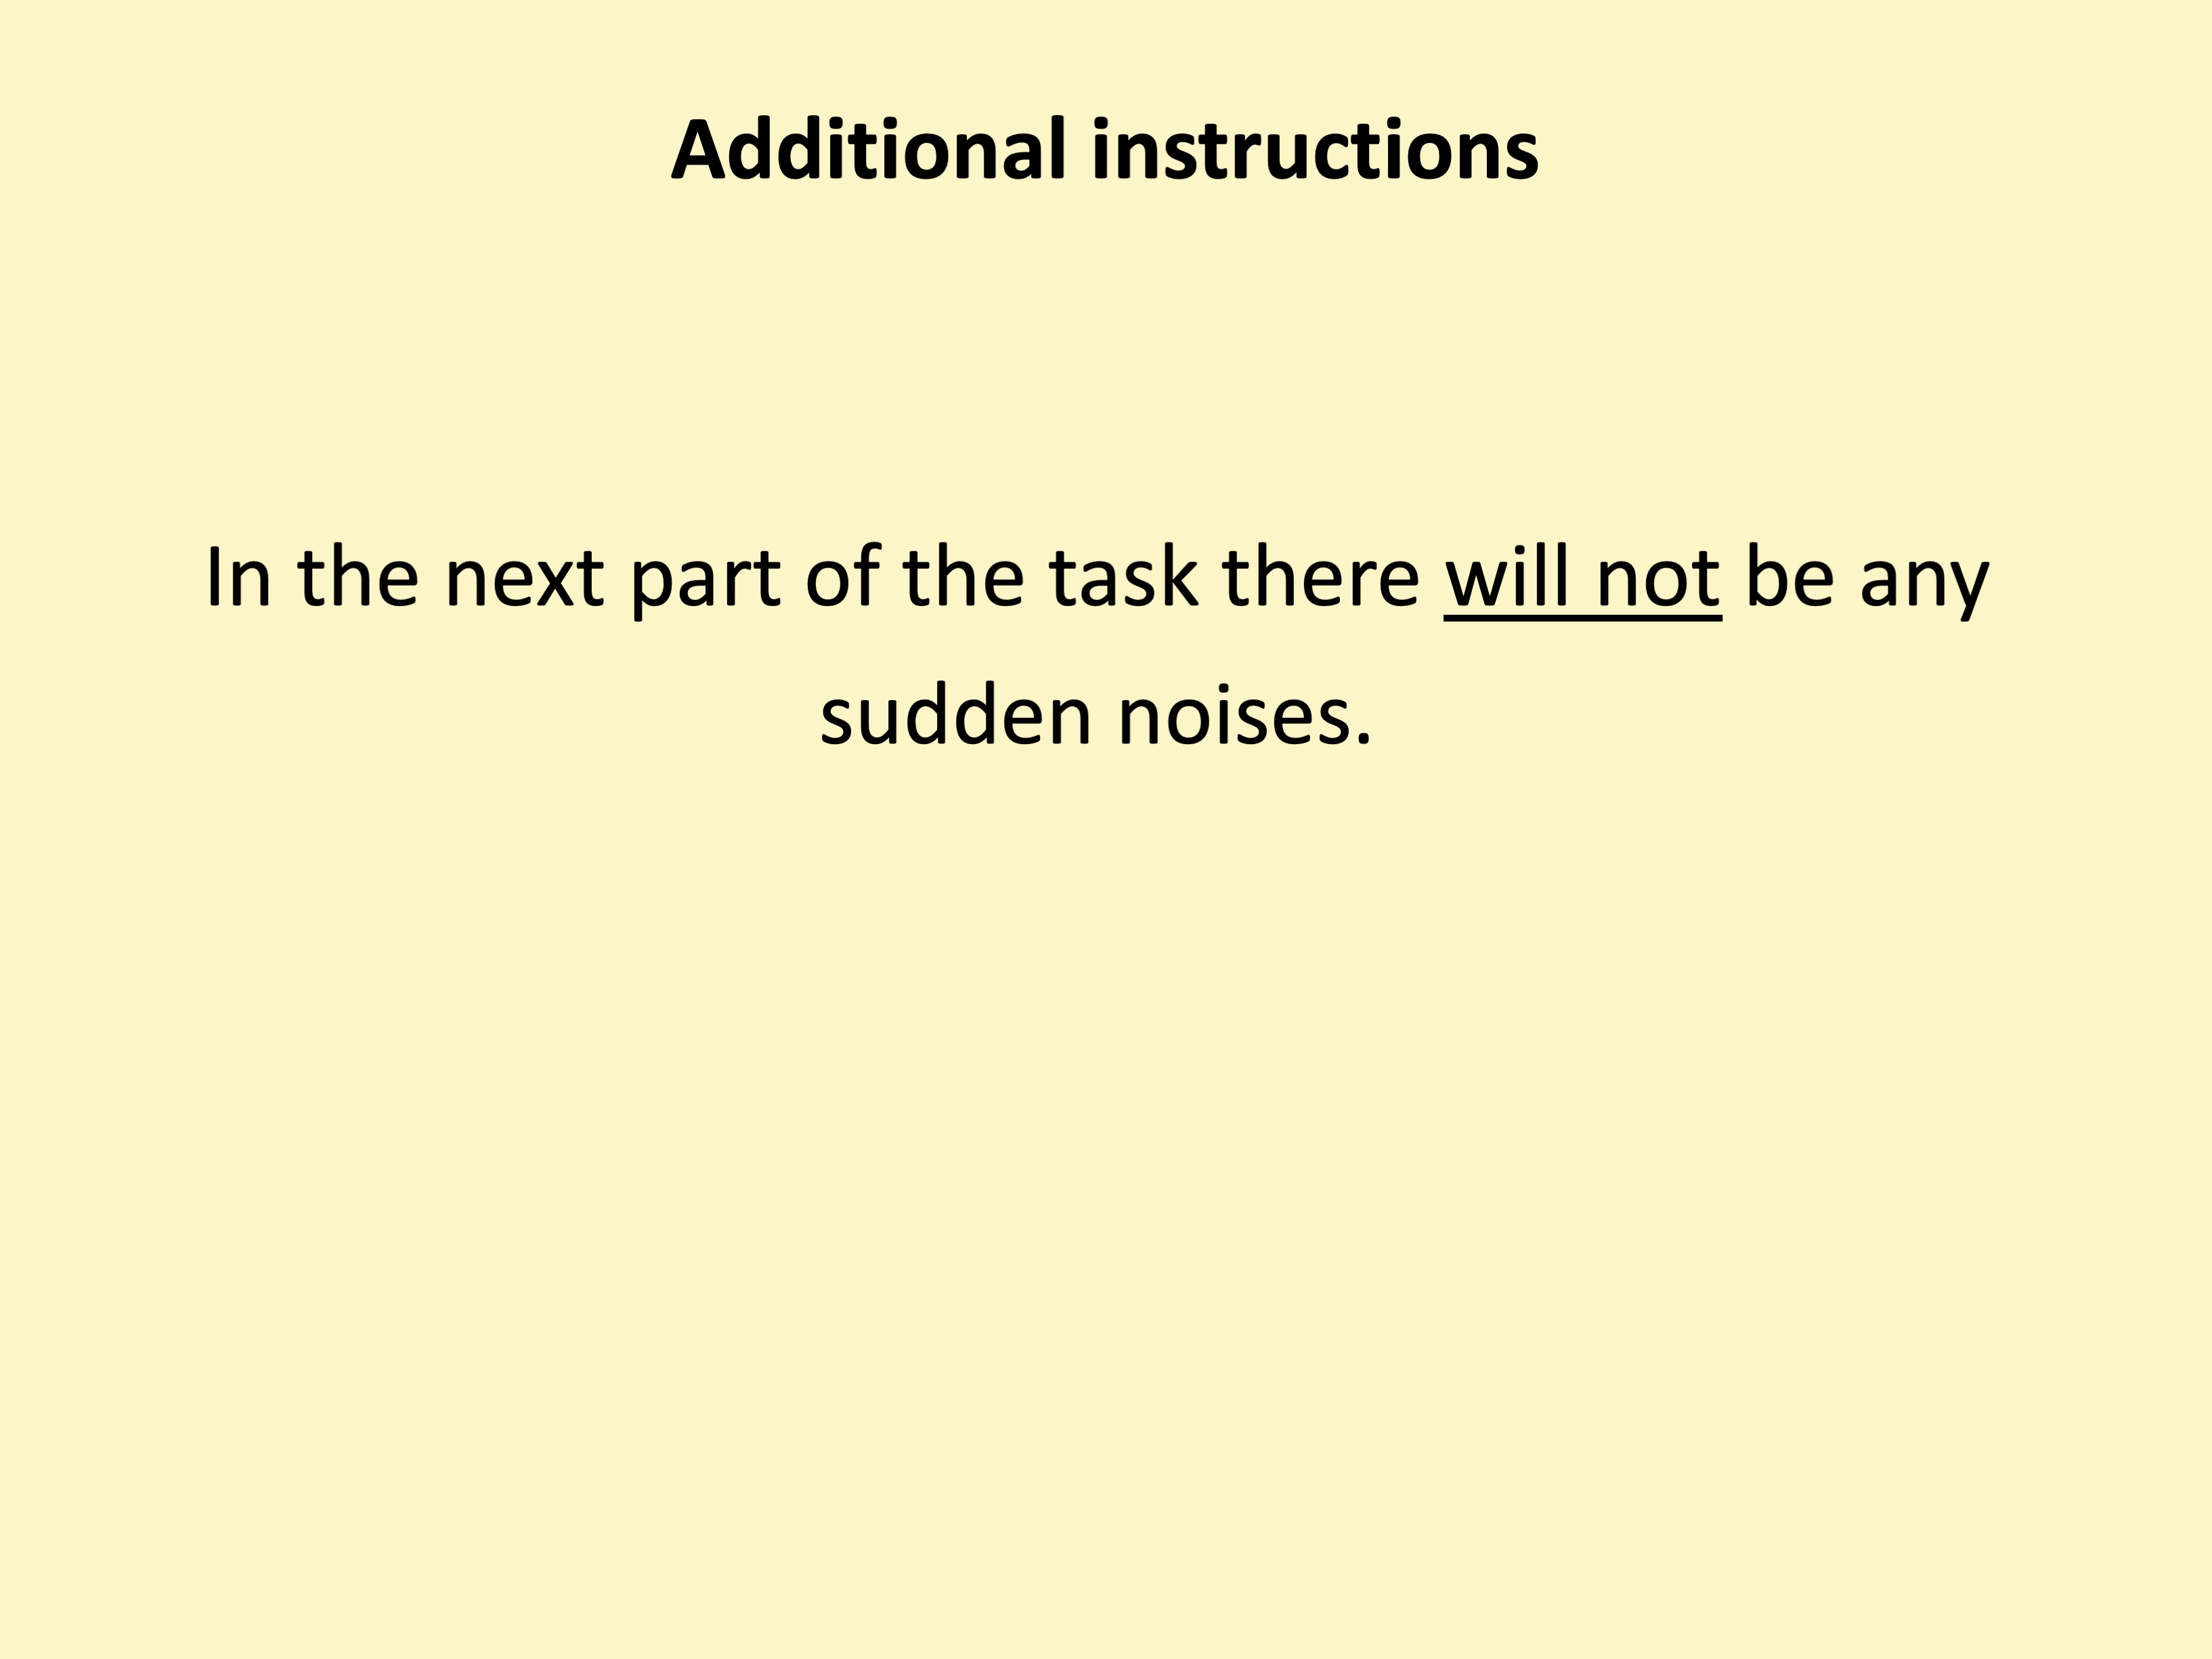 Additional instructions
In the next part of the task there will not be any
sudden noises.